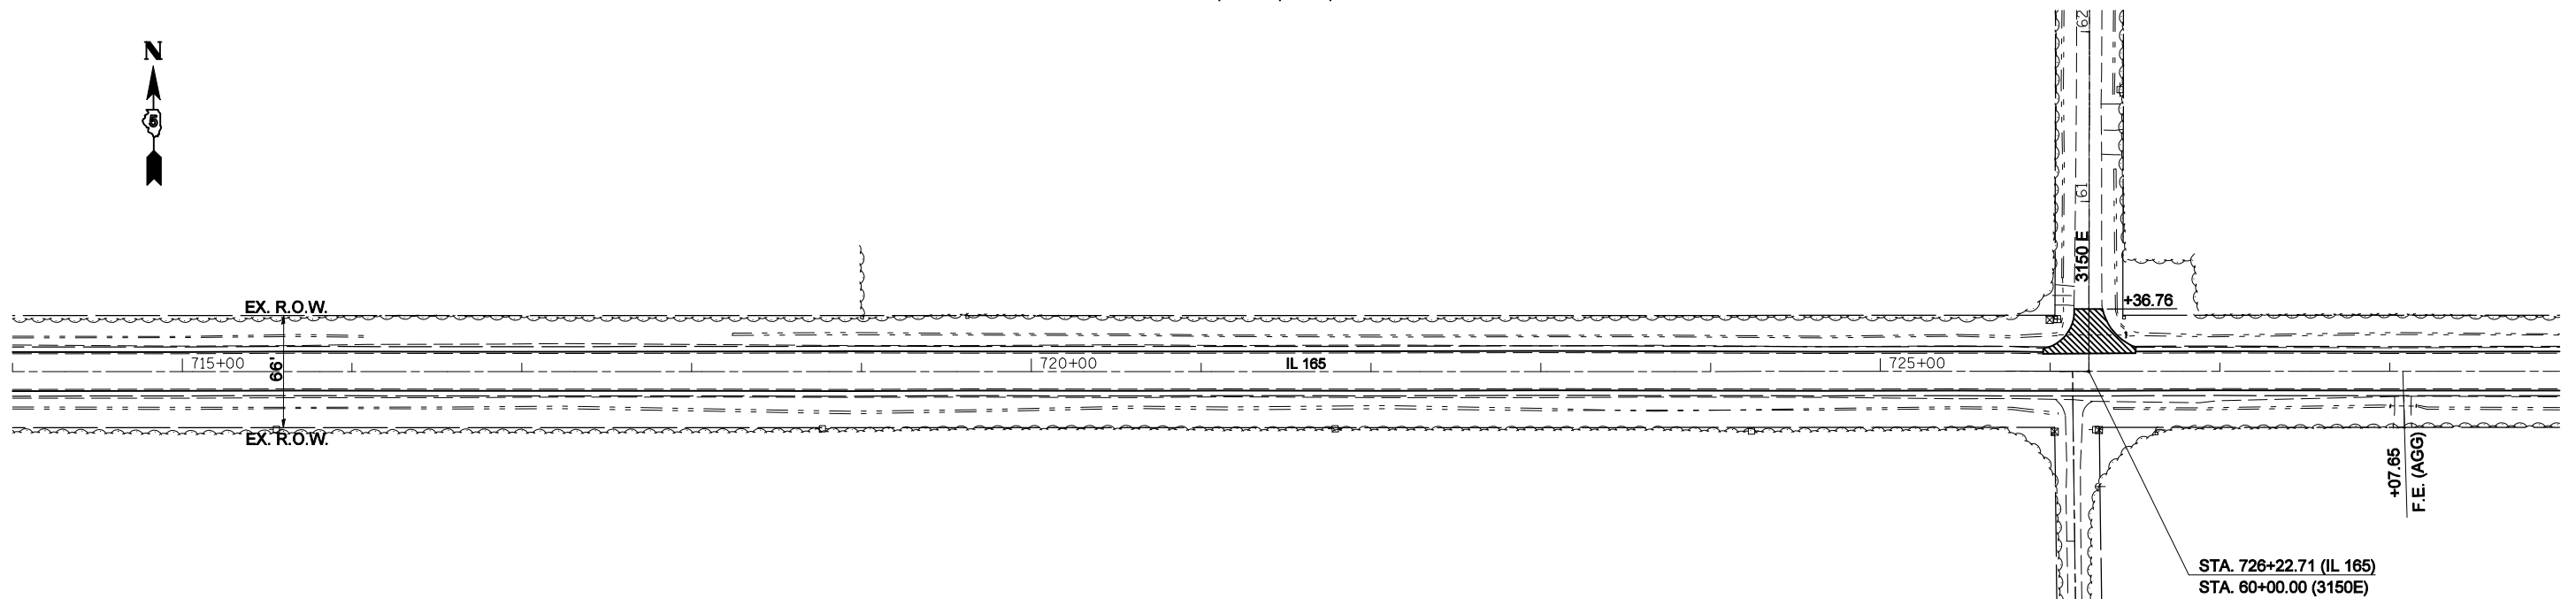 N
5
62
61
3150 E
+36.76
EX. R.O.W.
66'
715+00
720+00
IL 165
725+00
EX. R.O.W.
+07.65
F.E. (AGG)
STA. 726+22.71 (IL 165)
STA. 60+00.00 (3150E)